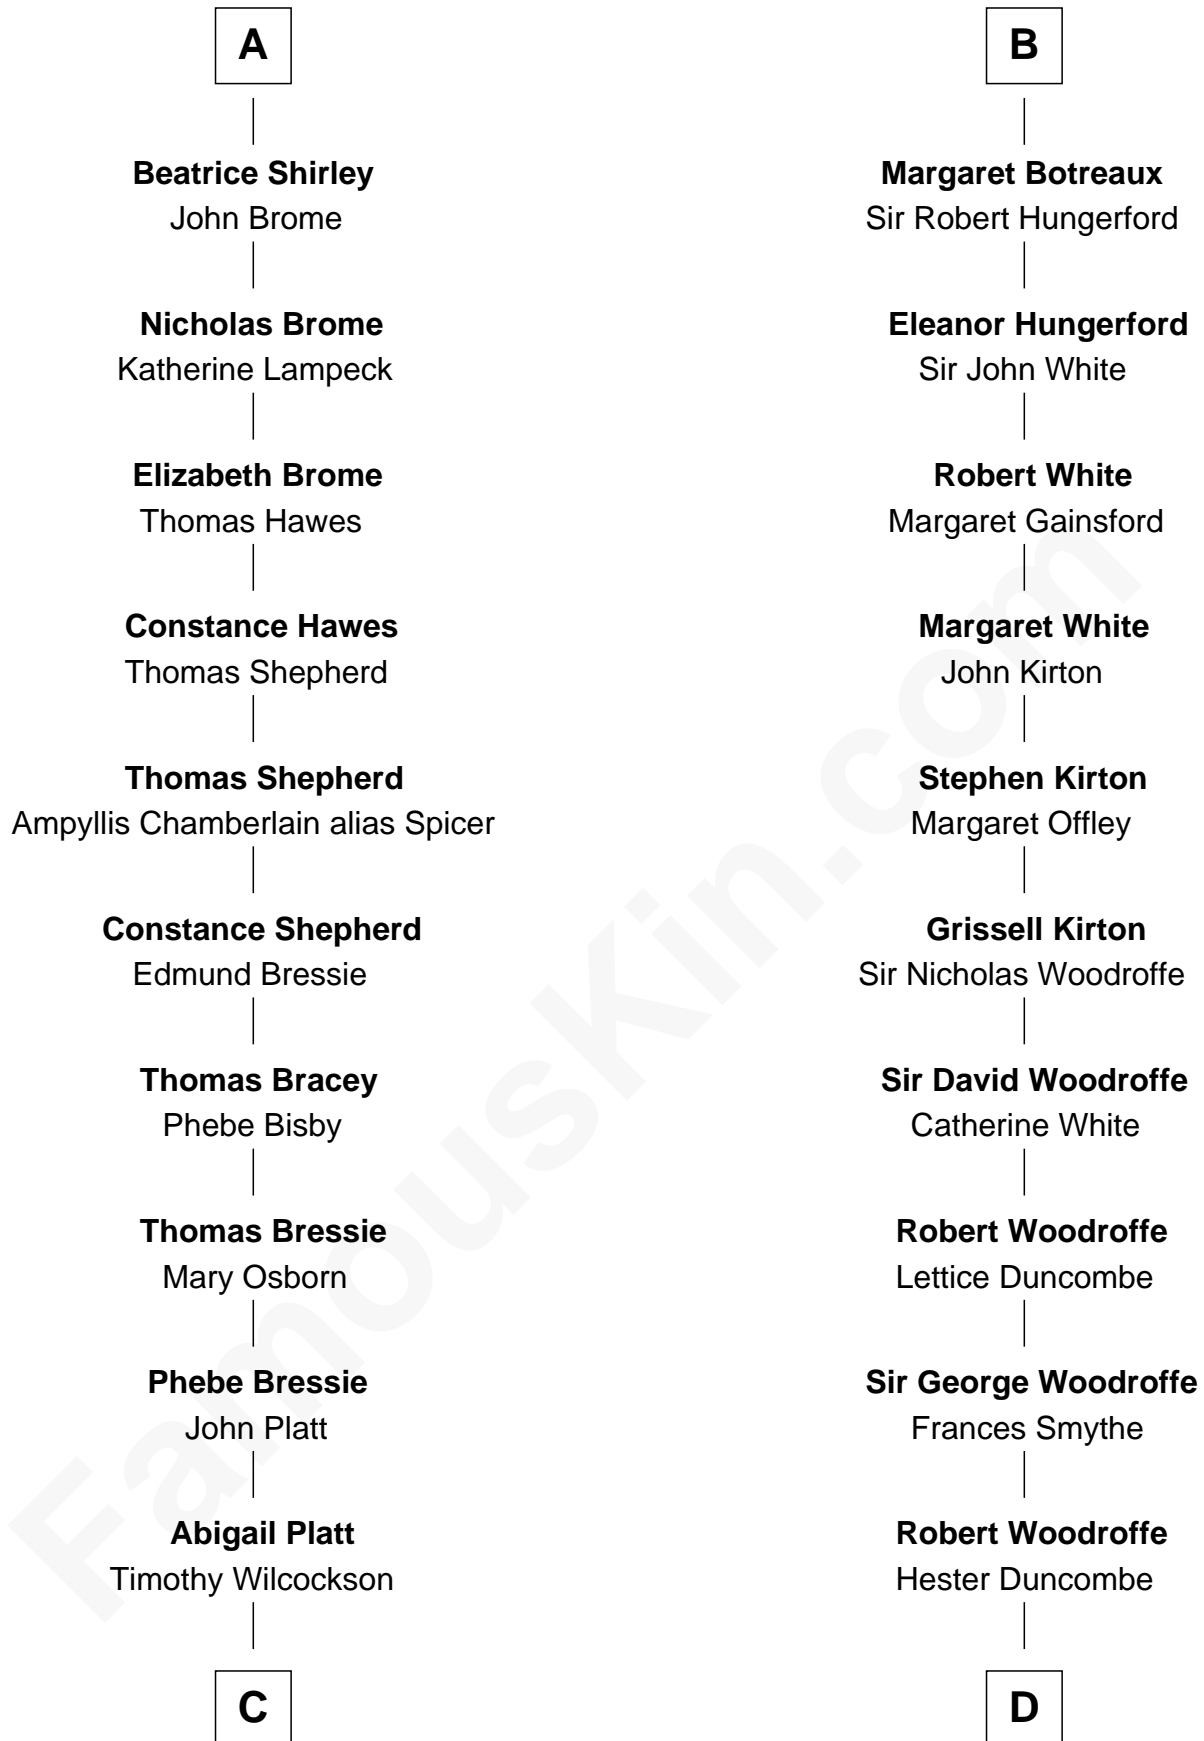 A
Beatrice Shirley
John Brome
Nicholas Brome
Katherine Lampeck
Elizabeth Brome
Thomas Hawes
Constance Hawes
Thomas Shepherd
Thomas Shepherd
Ampyllis Chamberlain alias Spicer
Constance Shepherd
Edmund Bressie
Thomas Bracey
Phebe Bisby
Thomas Bressie
Mary Osborn
Phebe Bressie
John Platt
Abigail Platt
Timothy Wilcockson
C
B
Margaret Botreaux
Sir Robert Hungerford
Eleanor Hungerford
Sir John White
Robert White
Margaret Gainsford
Margaret White
John Kirton
Stephen Kirton
Margaret Offley
Grissell Kirton
Sir Nicholas Woodroffe
Sir David Woodroffe
Catherine White
Robert Woodroffe
Lettice Duncombe
Sir George Woodroffe
Frances Smythe
Robert Woodroffe
Hester Duncombe
D
FamousKin.com